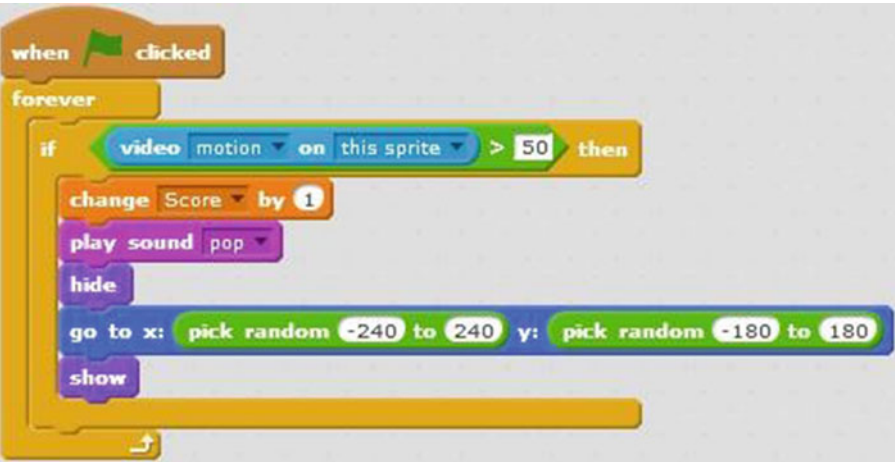 when clicked
forever
if video motion on this sprite > 50 then
change Score by 1
play sound pop
hide
go to x: pick random -240 to 240 y: pick random -180 to 180
show